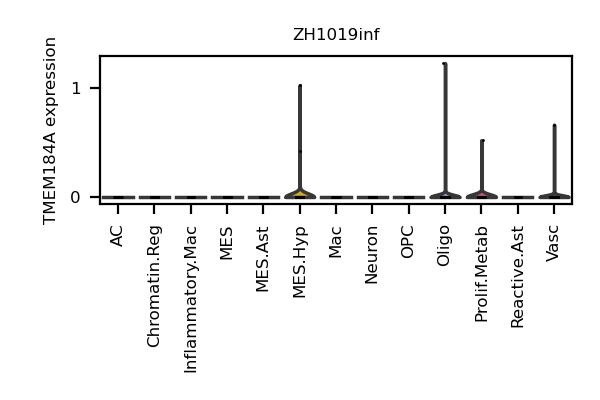 ZH1019inf
TMEM184A expression
1
0
AC
Chromatin.Reg
Inflammatory.Mac
MES
MES.Ast
MES.Hyp
Mac
Neuron
OPC
Oligo
Prolif.Metab
Reactive.Ast
Vasc